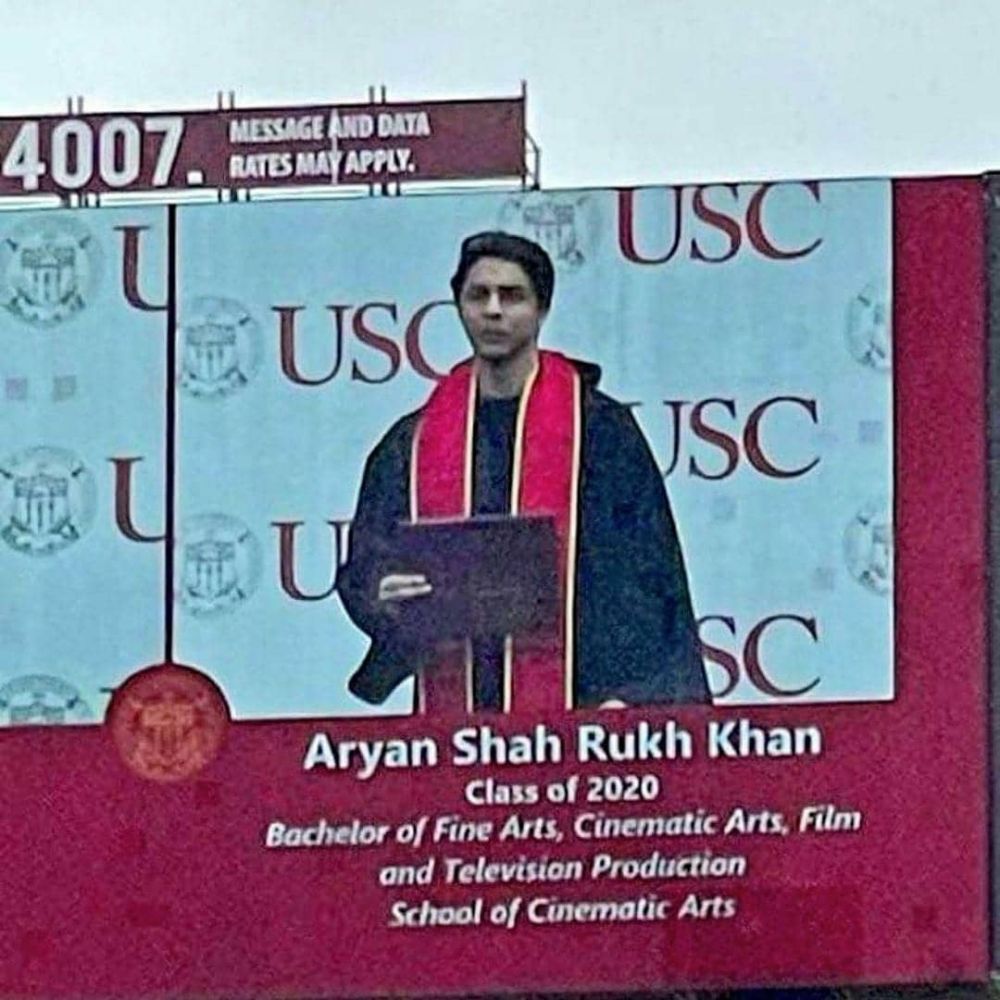 4007. MESSAGE AND DATA
RATES MAY APPLY.
USC
USC
USC
Aryan Shah Rukh Khan
Class of 2020
Bachelor of Fine Arts, Cinematic Arts, Film
and Television Production
School of Cinematic Arts